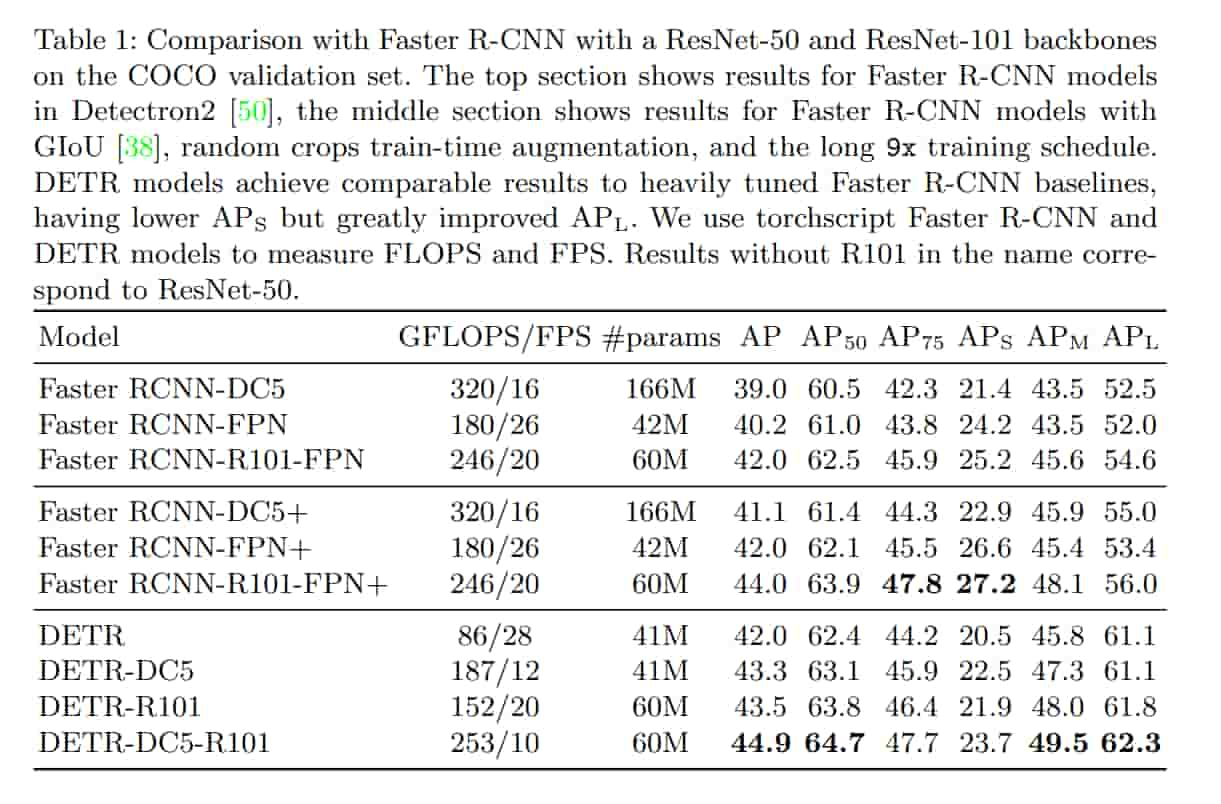 Table 1: Comparison with Faster R-CNN with a ResNet-50 and ResNet-101 backbones
on the COCO validation set. The top section shows results for Faster R-CNN models
in Detectron2 [50], the middle section shows results for Faster R-CNN models with
GIoU [38], random crops train-time augmentation, and the long 9x training schedule.
DETR models achieve comparable results to heavily tuned Faster R-CNN baselines,
having lower APS but greatly improved APL. We use torchscript Faster R-CNN and
DETR models to measure FLOPS and FPS. Results without R101 in the name corre-
spond to ResNet-50.
Model GFLOPS/FPS #params AP AP50 AP75 APS APM APL
Faster RCNN-DC5 320/16 166M 39.0 60.5 42.3 21.4 43.5 52.5
Faster RCNN-FPN 180/26 42M 40.2 61.0 43.8 24.2 43.5 52.0
Faster RCNN-R101-FPN 246/20 60M 42.0 62.5 45.9 25.2 45.6 54.6
Faster RCNN-DC5+ 320/16 166M 41.1 61.4 44.3 22.9 45.9 55.0
Faster RCNN-FPN+ 180/26 42M 42.0 62.1 45.5 26.6 45.4 53.4
Faster RCNN-R101-FPN+ 246/20 60M 44.0 63.9 47.8 27.2 48.1 56.0
DETR 86/28 41M 42.0 62.4 44.2 20.5 45.8 61.1
DETR-DC5 187/12 41M 43.3 63.1 45.9 22.5 47.3 61.1
DETR-R101 152/20 60M 43.5 63.8 46.4 21.9 48.0 61.8
DETR-DC5-R101 253/10 60M 44.9 64.7 47.7 23.7 49.5 62.3